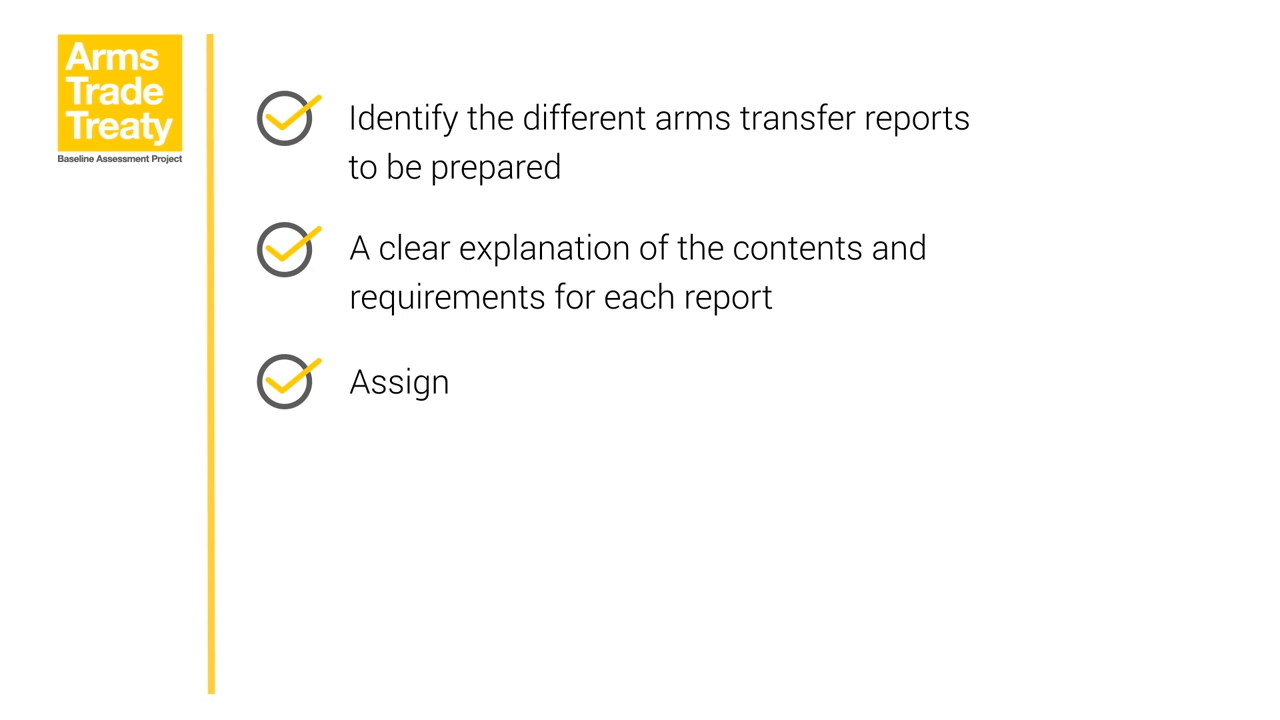 Arms
Trade
Treaty
Baseline Assessment Project
Identify the different arms transfer reports
to be prepared
A clear explanation of the contents and
requirements for each report
Assign